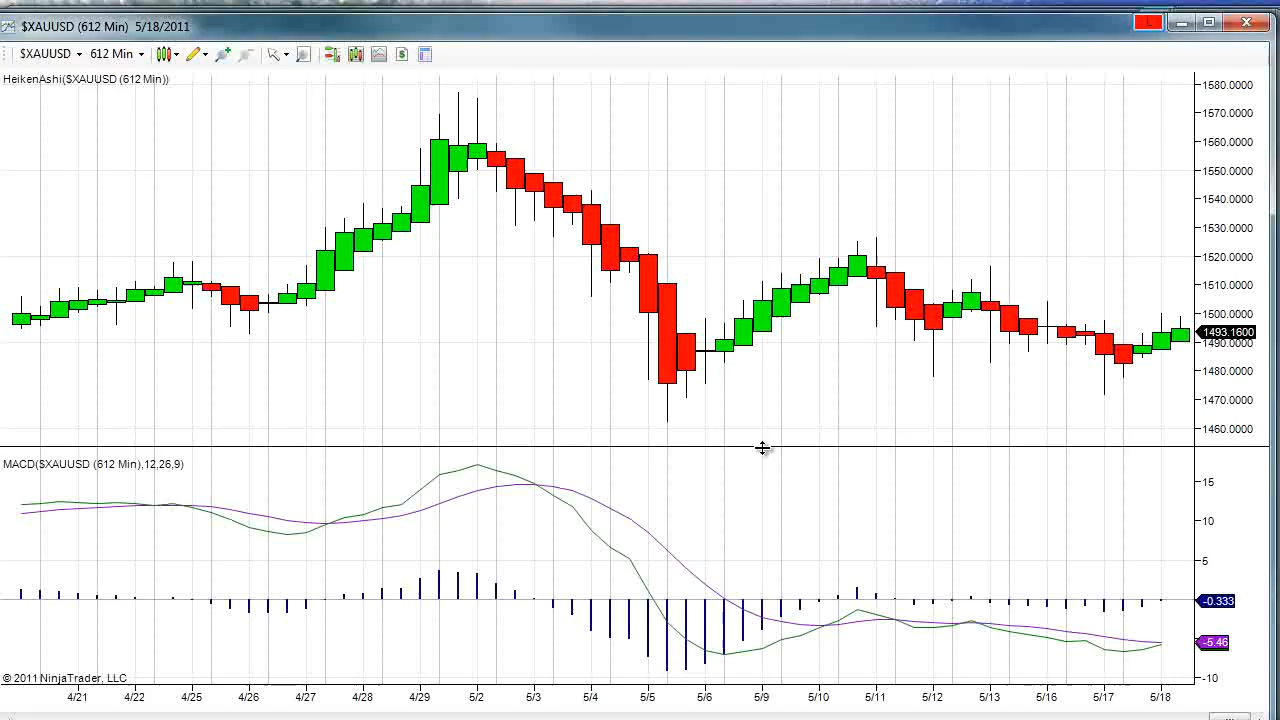 $XAUUSD (612 Min) 5/18/2011
L
$XAUUSD 612 Min
HeikenAshi($XAUUSD (612 Min))
1580.0000
1570.0000
1560.0000
1550.0000
1540.0000
1530.0000
1520.0000
1510.0000
1500.0000
1493.1600
1490.0000
1480.0000
1470.0000
1460.0000
MACD($XAUUSD (612 Min),12,26,9)
15
10
5
-0.333
-5.46
-10
© 2011 NinjaTrader, LLC
4/21 4/22 4/25 4/26 4/27 4/28 4/29 5/2 5/3 5/4 5/5 5/6 5/9 5/10 5/11 5/12 5/13 5/16 5/17 5/18